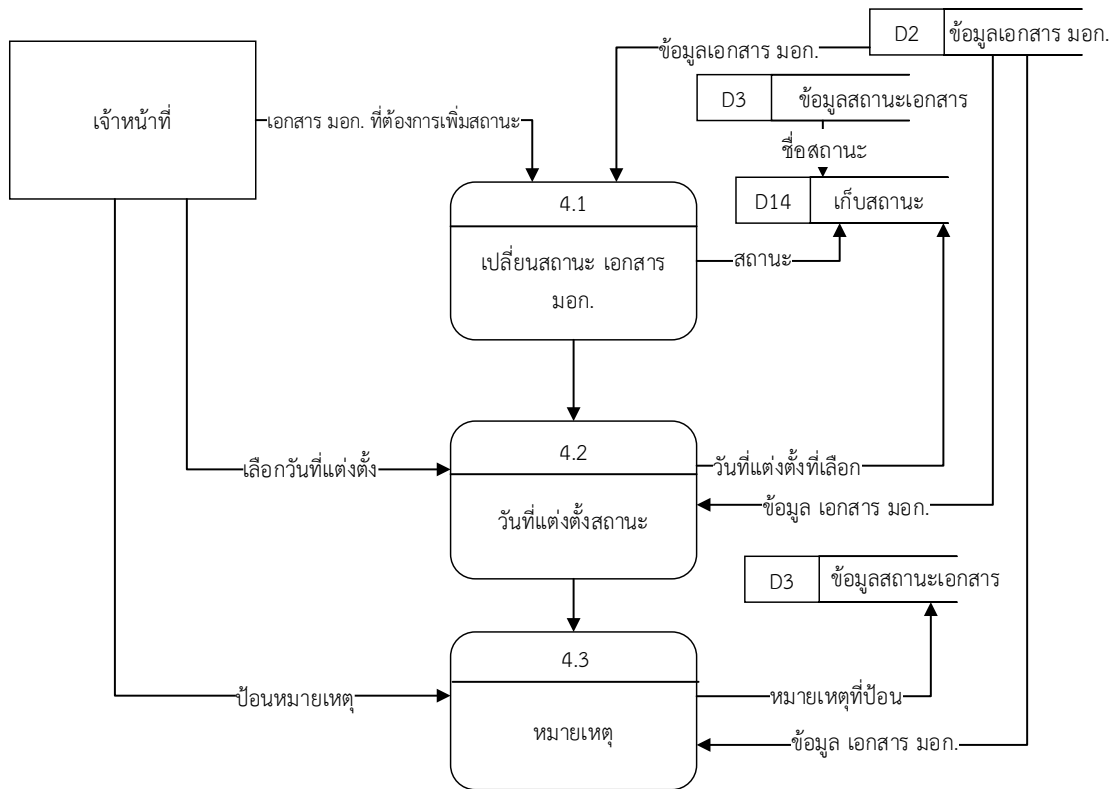 D2 ข้อมูลเอกสาร มอก.
ข้อมูลเอกสาร มอก.
D3 ข้อมูลสถานะเอกสาร
เจ้าหน้าที่
เอกสาร มอก. ที่ต้องการเพิ่มสถานะ
ชื่อสถานะ
D14 เก็บสถานะ
4.1
เปลี่ยนสถานะ เอกสาร
มอก.
สถานะ
4.2
เลือกวันที่แต่งตั้ง
วันที่แต่งตั้งที่เลือก
วันที่แต่งตั้งสถานะ
ข้อมูล เอกสาร มอก.
D3 ข้อมูลสถานะเอกสาร
4.3
ป้อนหมายเหตุ
หมายเหตุที่ป้อน
หมายเหตุ
ข้อมูล เอกสาร มอก.